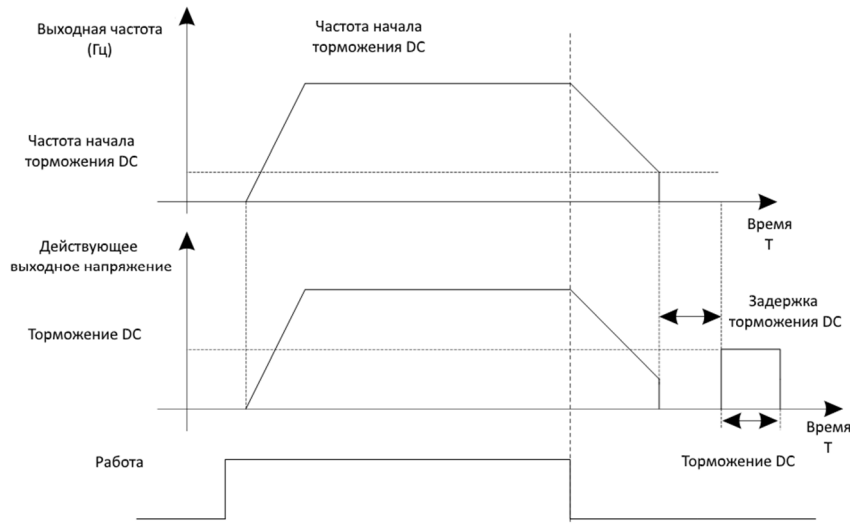 Выходная частота
(Гц)
Частота начала
торможения DC
Частота начала
торможения DC
Время
T
Действующее
выходное напряжение
Задержка
торможения DC
Торможение DC
Время
T
Работа
Торможение DC